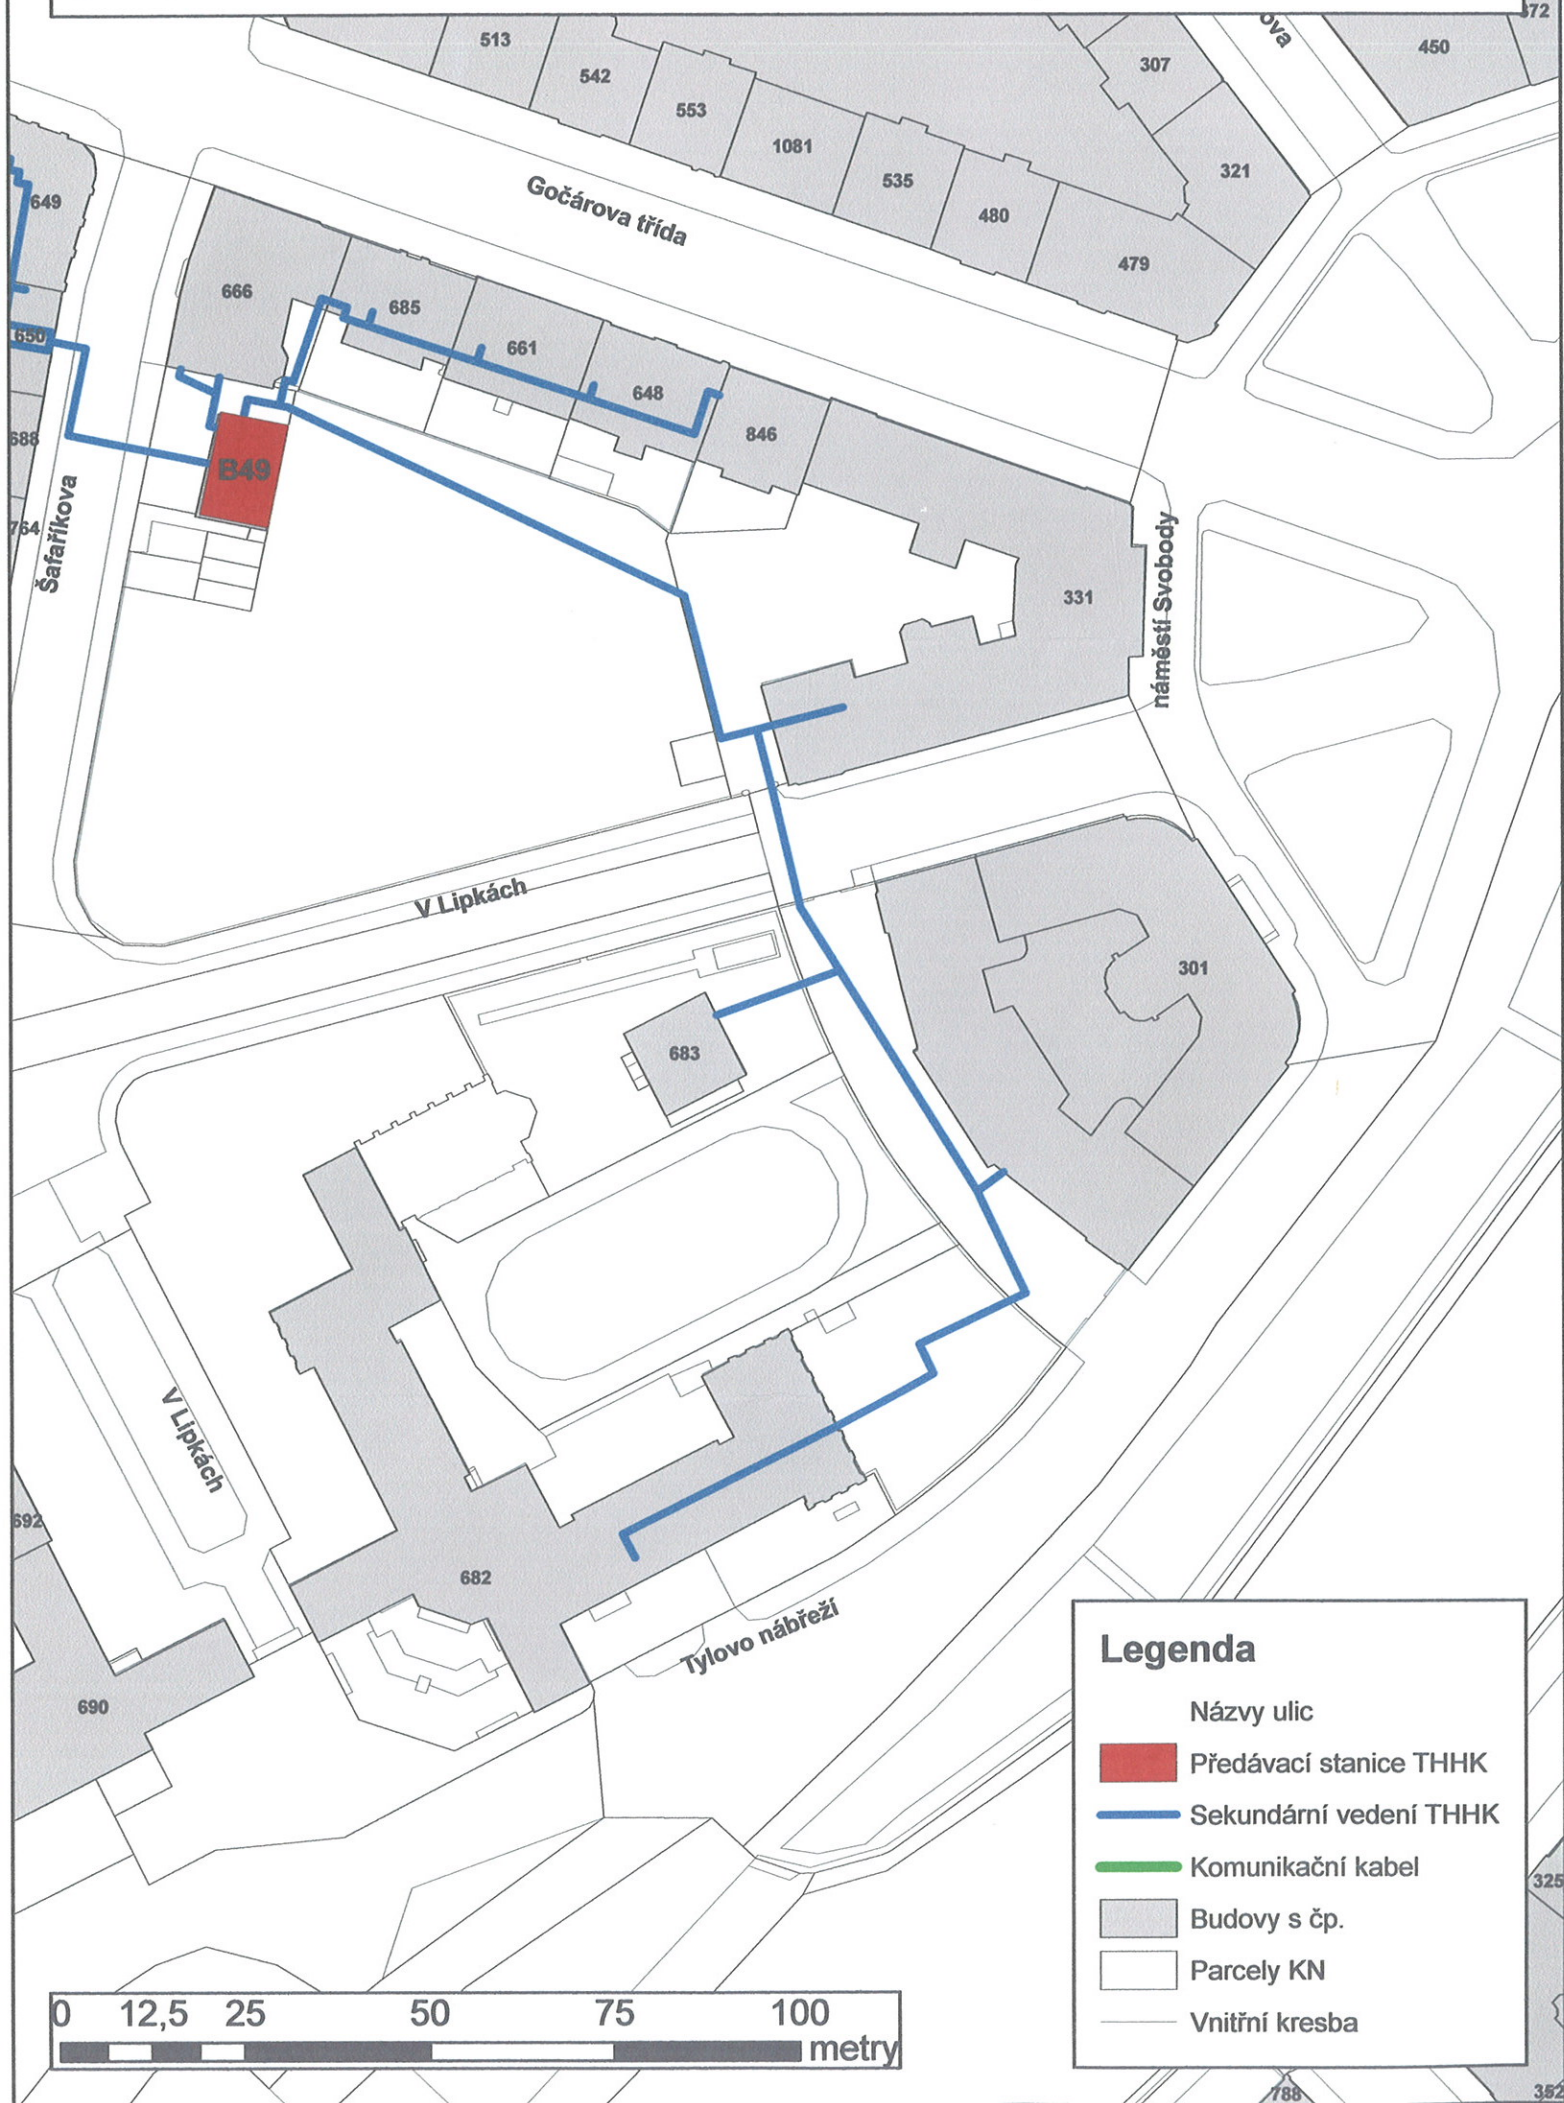 372
ova
513
542
553
1081
535
480
479
307
321
450
Gočárova třída
649
650
688
764
Šafaříkova
666
685
661
648
846
B49
331
náměstí Svobody
V Lipkách
683
301
V Lipkách
692
690
682
Tylovo nábřeží
Legenda
Názvy ulic
Předávací stanice THHK
Sekundární vedení THHK
Komunikační kabel
Budovy s čp.
Parcely KN
Vnitřní kresba
325
352
788
0 12,5 25 50 75 100
metry